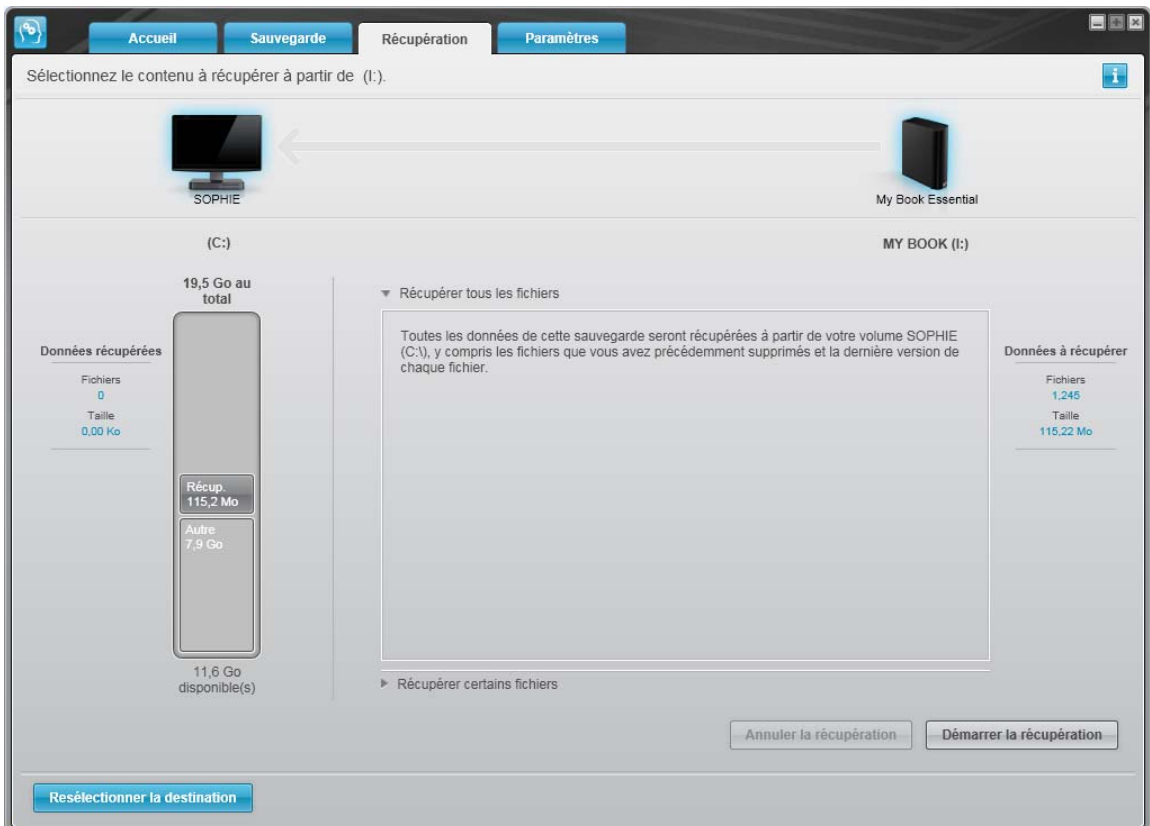 Accueil
Sauvegarde
Récupération
Paramètres
Sélectionnez le contenu à récupérer à partir de (I:).
SOPHIE
My Book Essential
(C:)
MY BOOK (I:)
19,5 Go au
total
Données récupérées
Fichiers
0
Taille
0,00 Ko
Récup.
115,2 Mo
Autre
7,9 Go
11,6 Go
disponible(s)
Récupérer tous les fichiers
Toutes les données de cette sauvegarde seront récupérées à partir de votre volume SOPHIE
(C:\), y compris les fichiers que vous avez précédemment supprimés et la dernière version de
chaque fichier.
Données à récupérer
Fichiers
1,245
Taille
115,22 Mo
Récupérer certains fichiers
Annuler la récupération
Démarrer la récupération
Resélectionner la destination